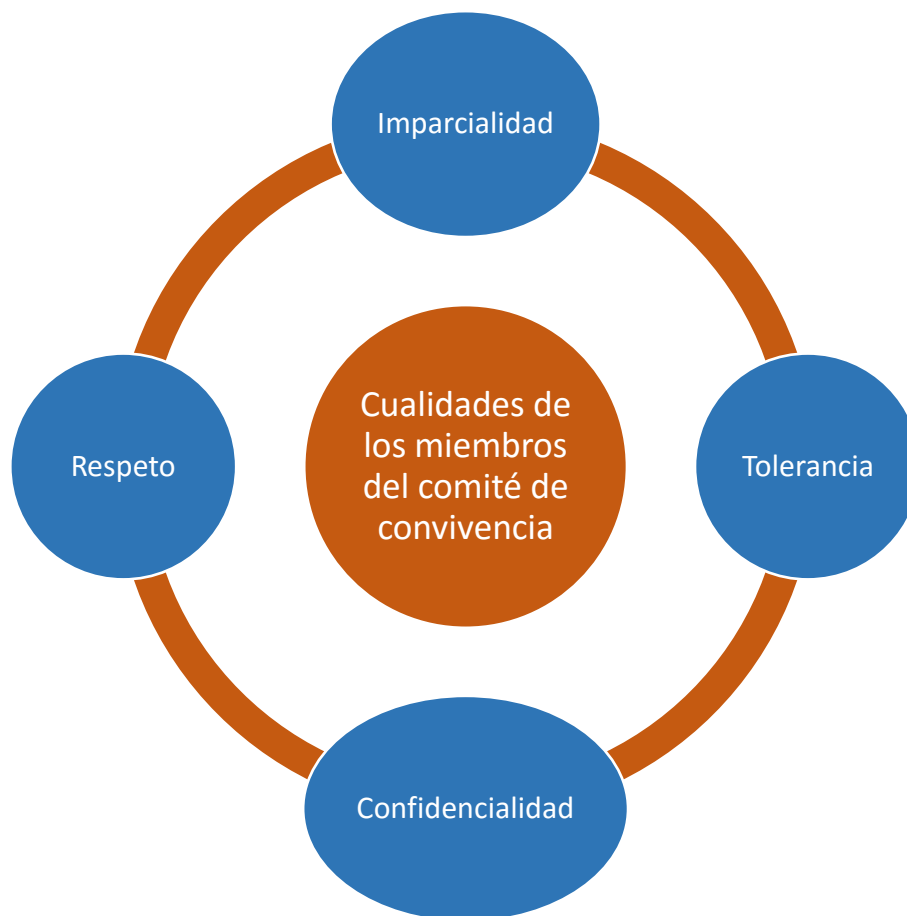 Imparcialidad
Respeto
Cualidades de
los miembros
del comité de
convivencia
Tolerancia
Confidencialidad